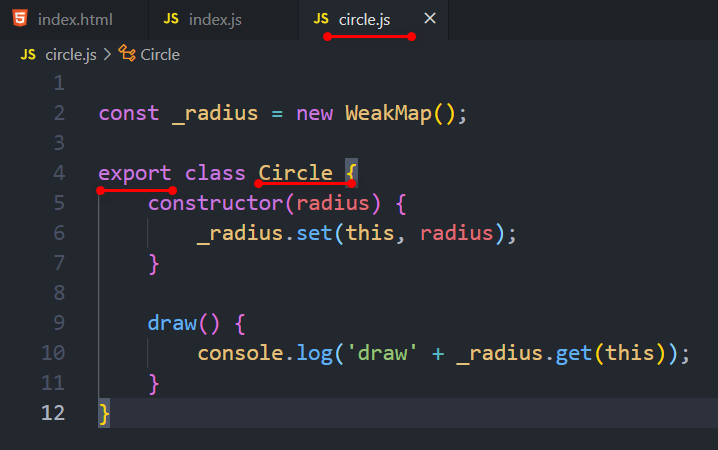 index.html JS index.js JS circle.js ×
JS circle.js > Circle
1
2 const _radius = new WeakMap();
3
4 export class Circle {
5 constructor(radius) {
6 _radius.set(this, radius);
7 }
8
9 draw() {
10 console.log('draw' + _radius.get(this));
11 }
12 }